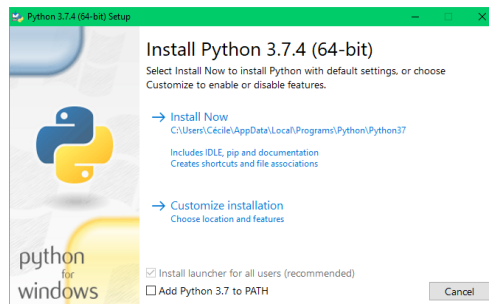 Python 3.7.4 (64-bit) Setup
Install Python 3.7.4 (64-bit)
Select Install Now to install Python with default settings, or choose
Customize to enable or disable features.
Install Now
C:\Users\Cécile\AppData\Local\Programs\Python\Python37
Includes IDLE, pip and documentation
Creates shortcuts and file associations
Customize installation
Choose location and features
Install launcher for all users (recommended)
Add Python 3.7 to PATH
python
for
windows
Cancel